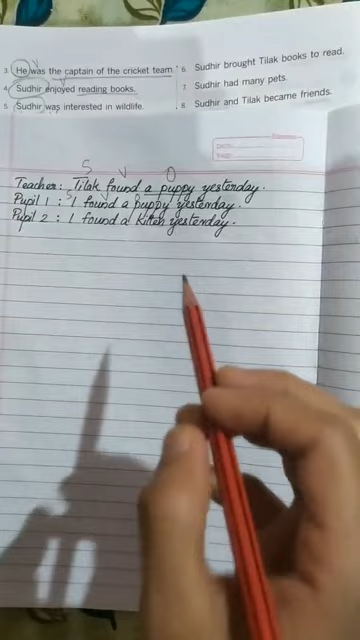 3. He was the captain of the cricket team.
4. Sudhir enjoyed reading books.
5. Sudhir was interested in wildlife.
6. Sudhir brought Tilak books to read.
7. Sudhir had many pets.
8. Sudhir and Tilak became friends.
S V O
Teacher: Tilak found a puppy yesterday.
Pupil 1 : I found a puppy yesterday.
Pupil 2 : I found a Kitten yesterday.